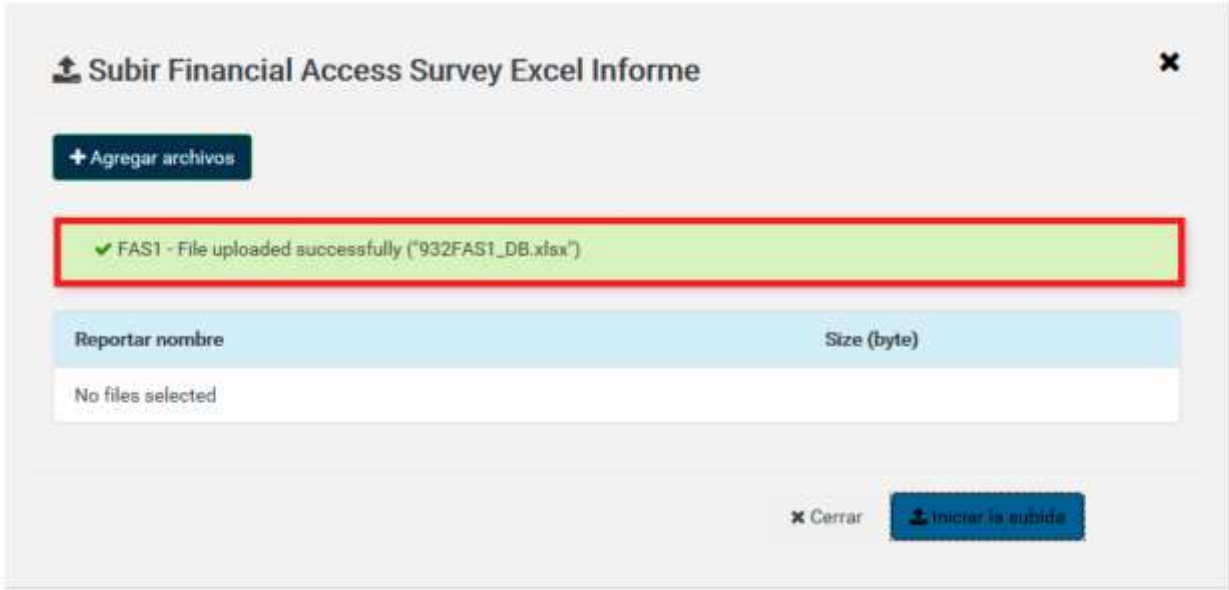 Subir Financial Access Survey Excel Informe
Agregar archivos
FAS1 - File uploaded successfully ("932FAS1_DB.xlsx")
Reportar nombre Size (byte)
No files selected
Cerrar Iniciar la subida